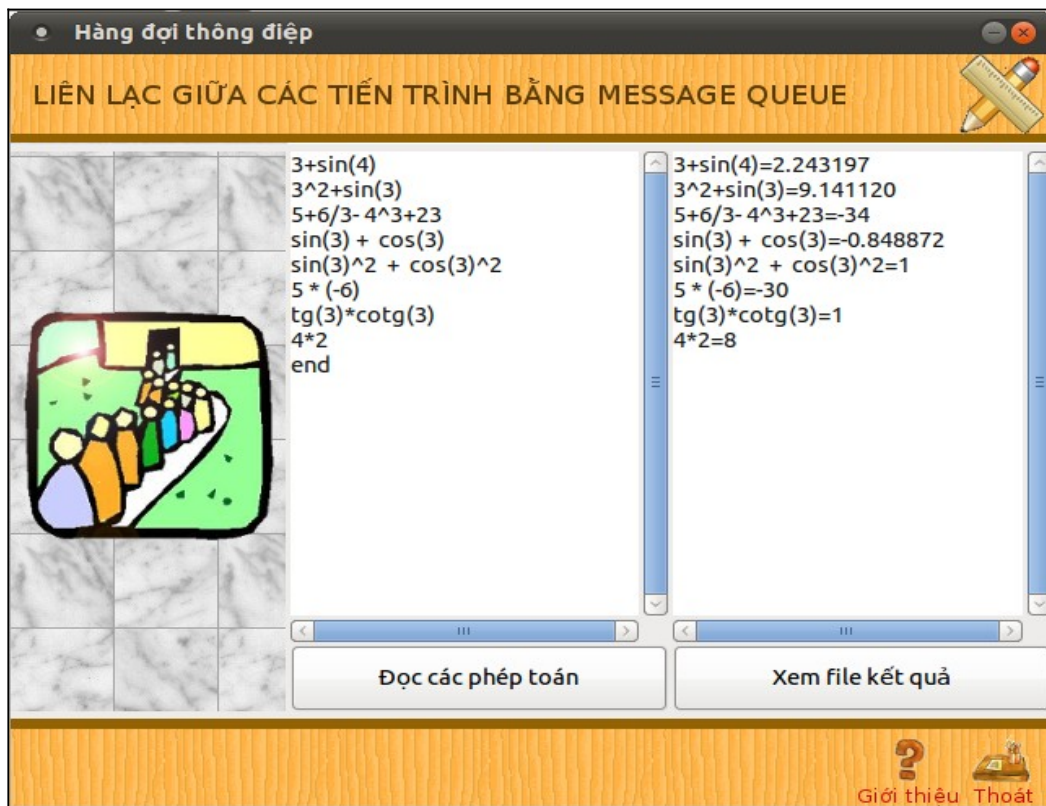 Hàng đợi thông điệp
LIÊN LẠC GIỮA CÁC TIẾN TRÌNH BẰNG MESSAGE QUEUE
3+sin(4)
3^2+sin(3)
5+6/3- 4^3+23
sin(3) + cos(3)
sin(3)^2 + cos(3)^2
5 * (-6)
tg(3)*cotg(3)
4*2
end
3+sin(4)=2.243197
3^2+sin(3)=9.141120
5+6/3- 4^3+23=-34
sin(3) + cos(3)=-0.848872
sin(3)^2 + cos(3)^2=1
5 * (-6)=-30
tg(3)*cotg(3)=1
4*2=8
Đọc các phép toán
Xem file kết quả
Giới thiệu
Thoát